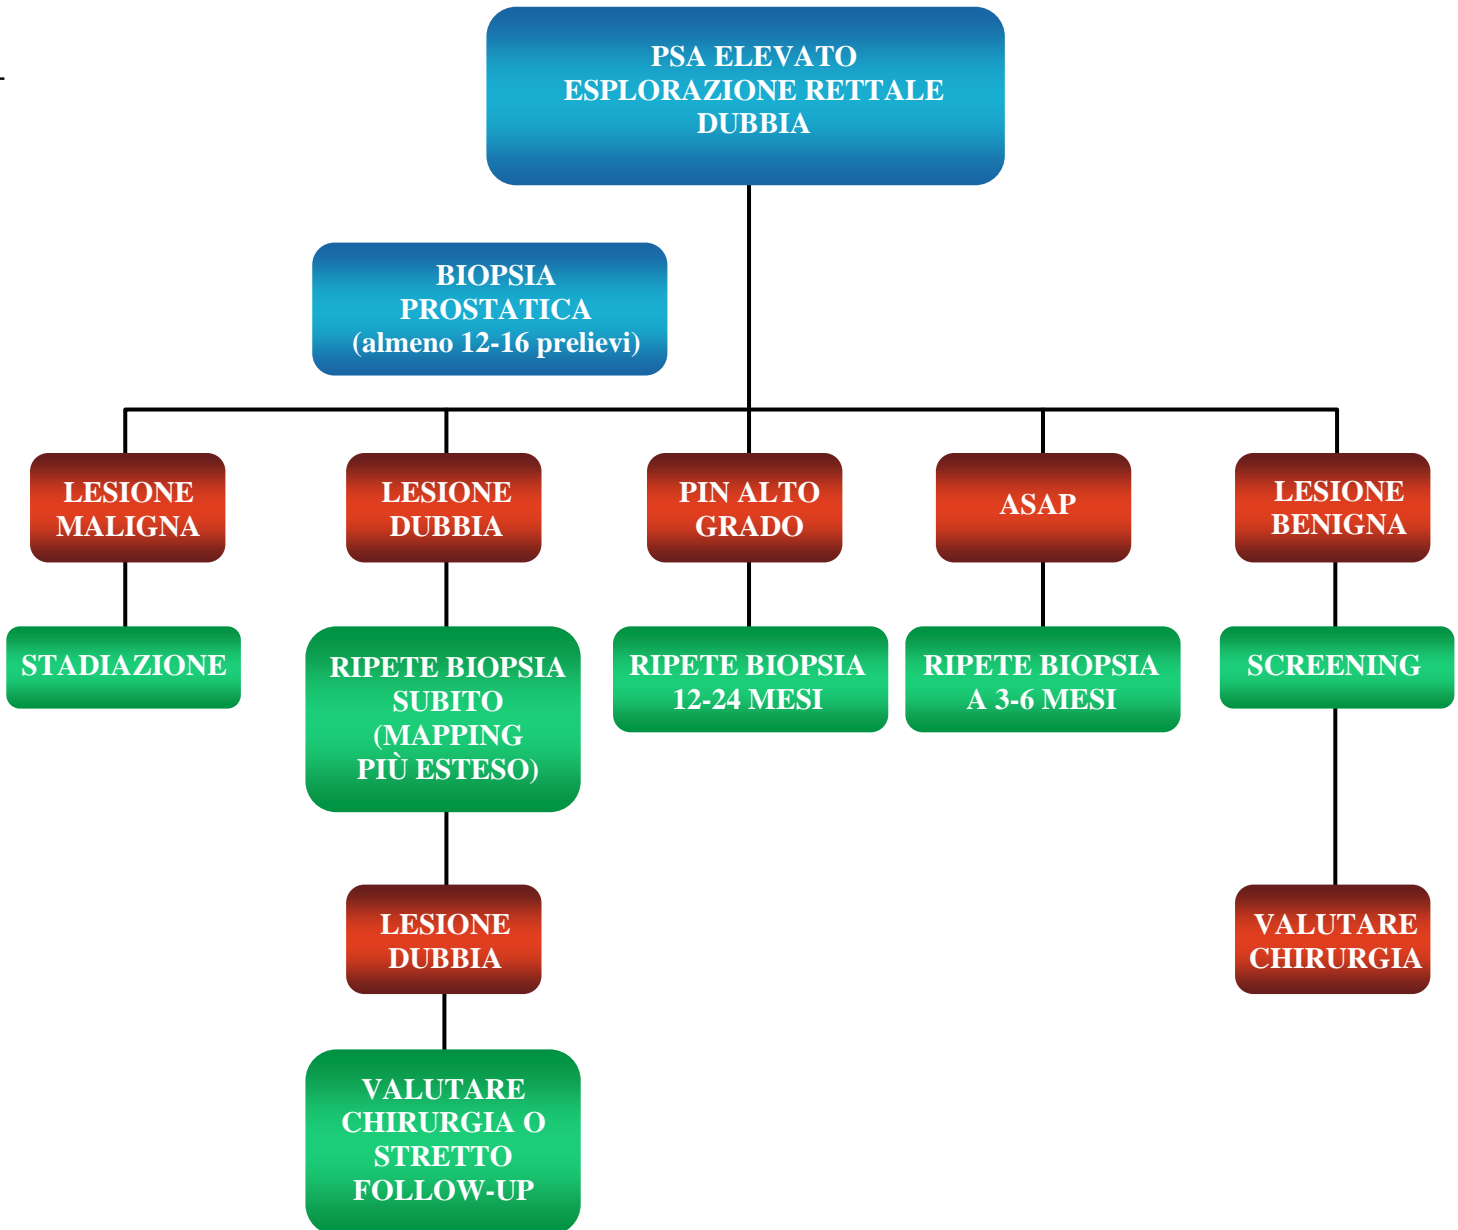 PSA ELEVATO
ESPLORAZIONE RETTALE
DUBBIA
BIOPSIA
PROSTATICA
(almeno 12-16 prelievi)
LESIONE
MALIGNA
LESIONE
DUBBIA
PIN ALTO
GRADO
ASAP
LESIONE
BENIGNA
STADIAZIONE
RIPETE BIOPSIA
SUBITO
(MAPPING
PIÙ ESTESO)
RIPETE BIOPSIA
12-24 MESI
RIPETE BIOPSIA
A 3-6 MESI
SCREENING
LESIONE
DUBBIA
VALUTARE
CHIRURGIA
VALUTARE
CHIRURGIA O
STRETTO
FOLLOW-UP